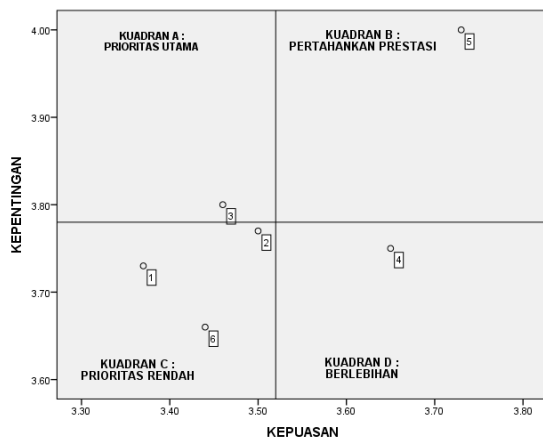 KUADRAN A :
PRIORITAS UTAMA
KUADRAN B :
PERTAHANKAN PRESTASI
5
4.00
3.90
3.80
3.70
3.60
KEPENTINGAN
3
2
4
1
6
KUADRAN C :
PRIORITAS RENDAH
KUADRAN D :
BERLEBIHAN
3.30
3.40
3.50
3.60
3.70
3.80
KEPUASAN